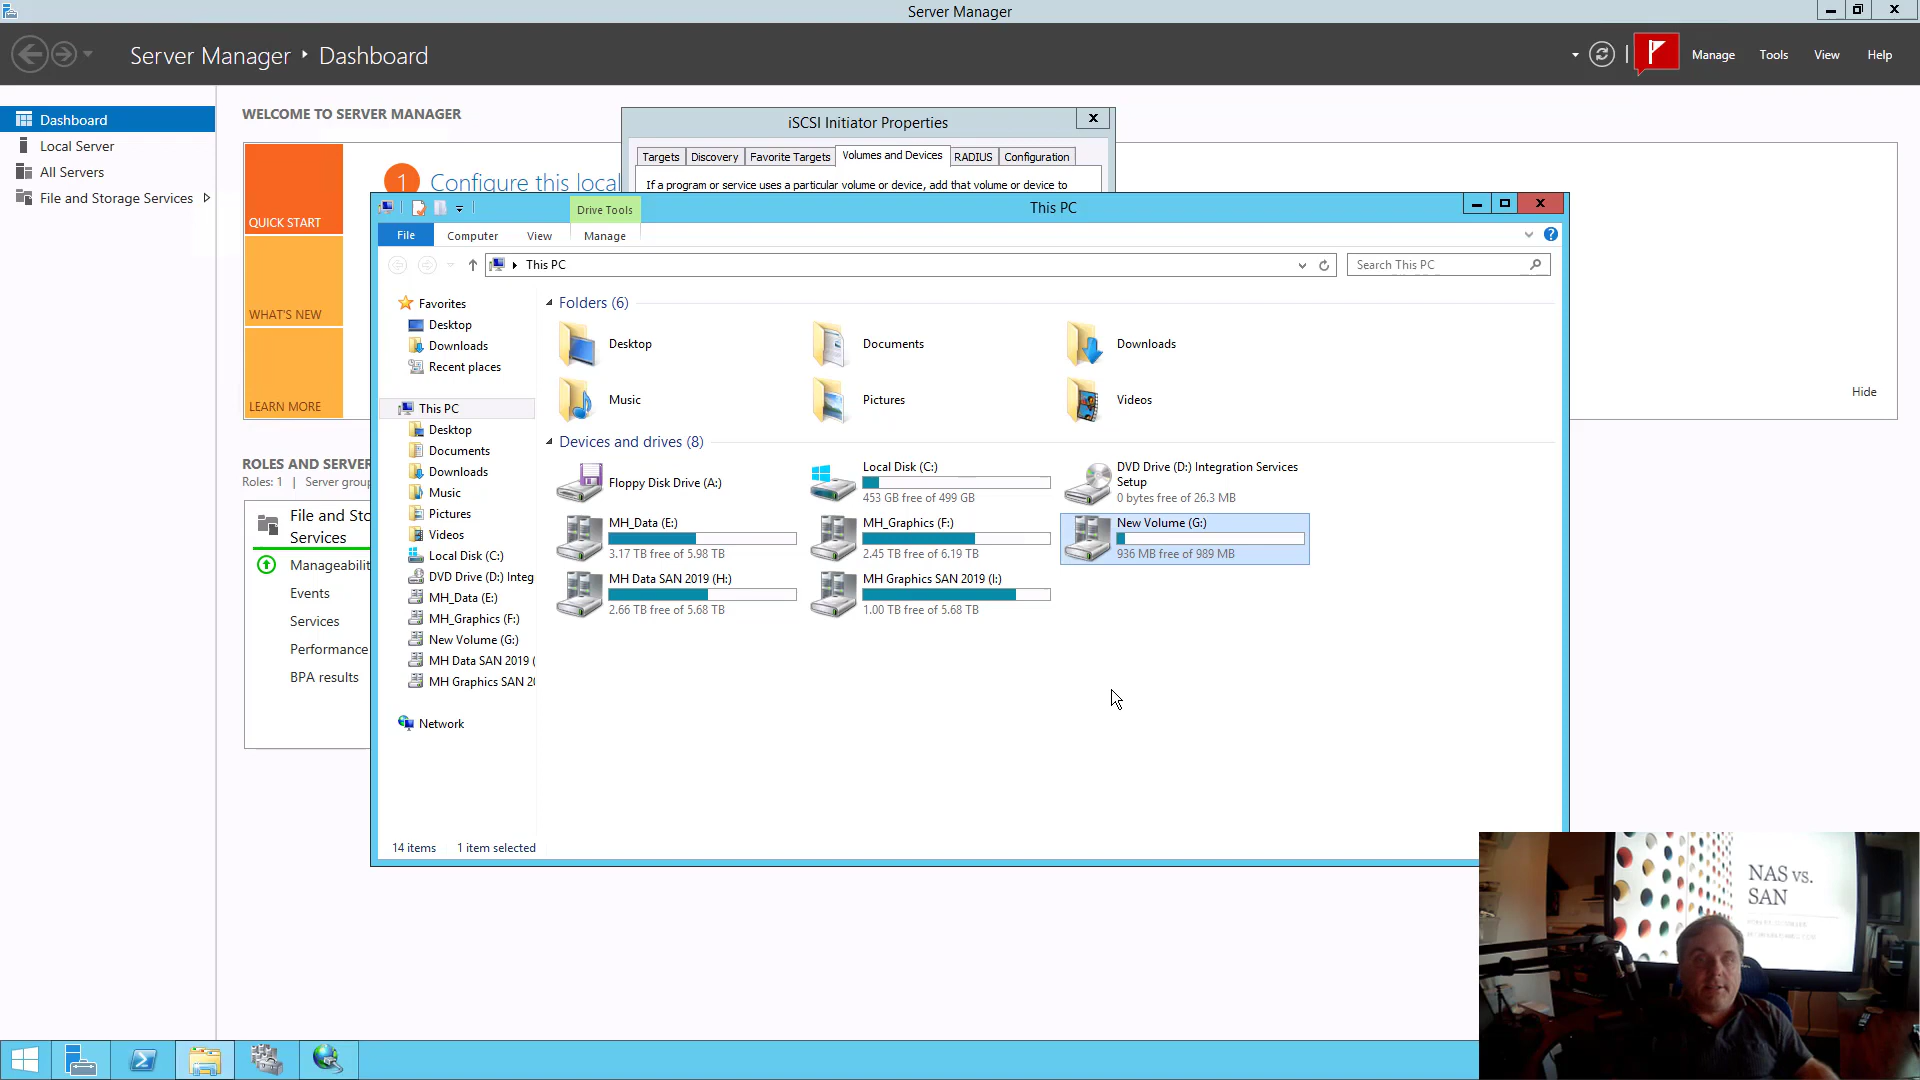 Server Manager
Server Manager ‣ Dashboard
Manage
Tools
View
Help
Dashboard
Local Server
All Servers
File and Storage Services
WELCOME TO SERVER MANAGER
QUICK START
WHAT'S NEW
LEARN MORE
1
Configure this local
Hide
ROLES AND SERVER
Roles: 1 | Server group
File and Sto
Services
Manageabilit
Events
Services
Performance
BPA results
iSCSI Initiator Properties
Targets
Discovery
Favorite Targets
Volumes and Devices
RADIUS
Configuration
If a program or service uses a particular volume or device, add that volume or device to
Drive Tools
This PC
File
Computer
View
Manage
This PC
Search This PC
Favorites
Desktop
Downloads
Recent places
This PC
Desktop
Documents
Downloads
Music
Pictures
Videos
Local Disk (C:)
DVD Drive (D:) Integ
MH_Data (E:)
MH_Graphics (F:)
New Volume (G:)
MH Data SAN 2019 (
MH Graphics SAN 20
Network
Folders (6)
Desktop
Documents
Downloads
Music
Pictures
Videos
Devices and drives (8)
Floppy Disk Drive (A:)
Local Disk (C:)
453 GB free of 499 GB
DVD Drive (D:) Integration Services
Setup
0 bytes free of 26.3 MB
MH_Data (E:)
3.17 TB free of 5.98 TB
MH_Graphics (F:)
2.45 TB free of 6.19 TB
New Volume (G:)
936 MB free of 989 MB
MH Data SAN 2019 (H:)
2.66 TB free of 5.68 TB
MH Graphics SAN 2019 (I:)
1.00 TB free of 5.68 TB
14 items
1 item selected
NAS vs.
SAN